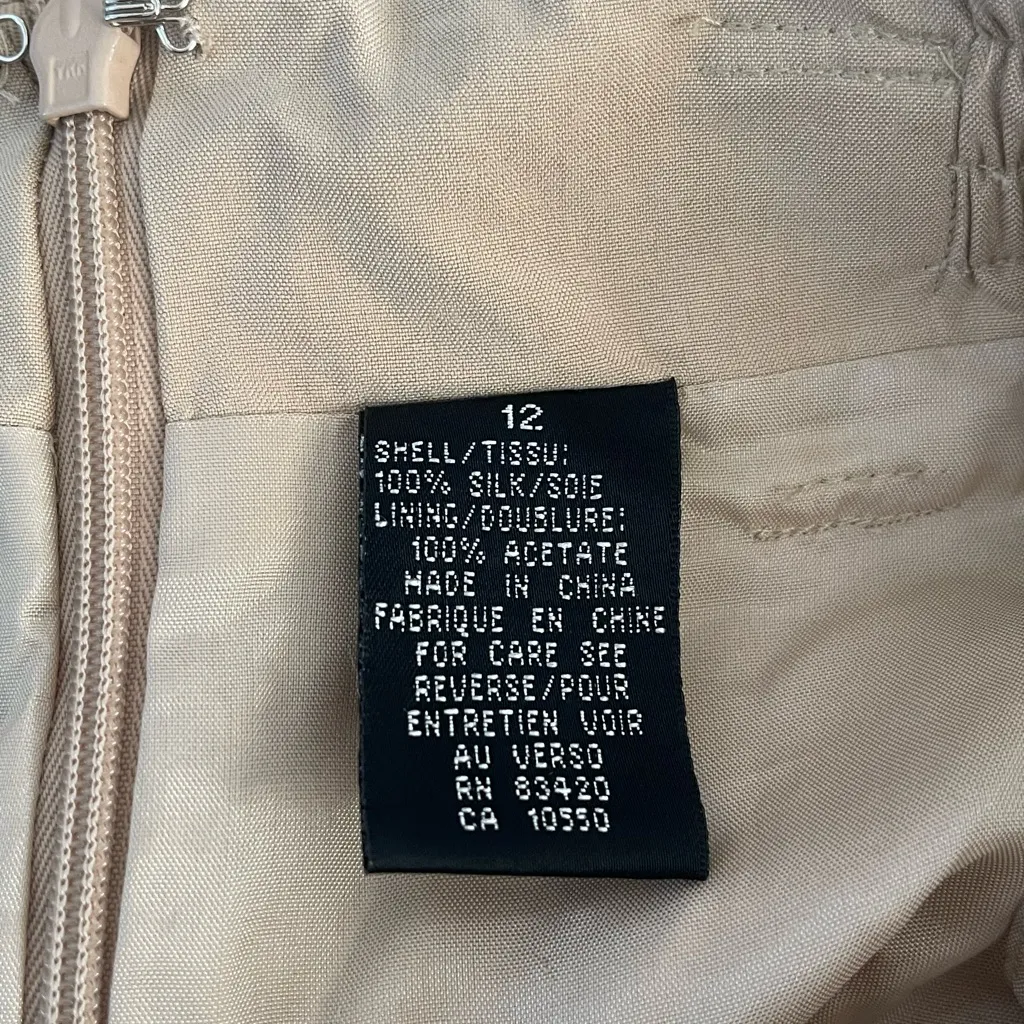 YKK
12
SHELL/TISSU:
100% SILK/SOIE
LINING/DOUBLURE:
100% ACETATE
MADE IN CHINA
FABRIQUE EN CHINE
FOR CARE SEE
REVERSE/POUR
ENTRETIEN VOIR
AU VERSO
RN 83420
CA 10550